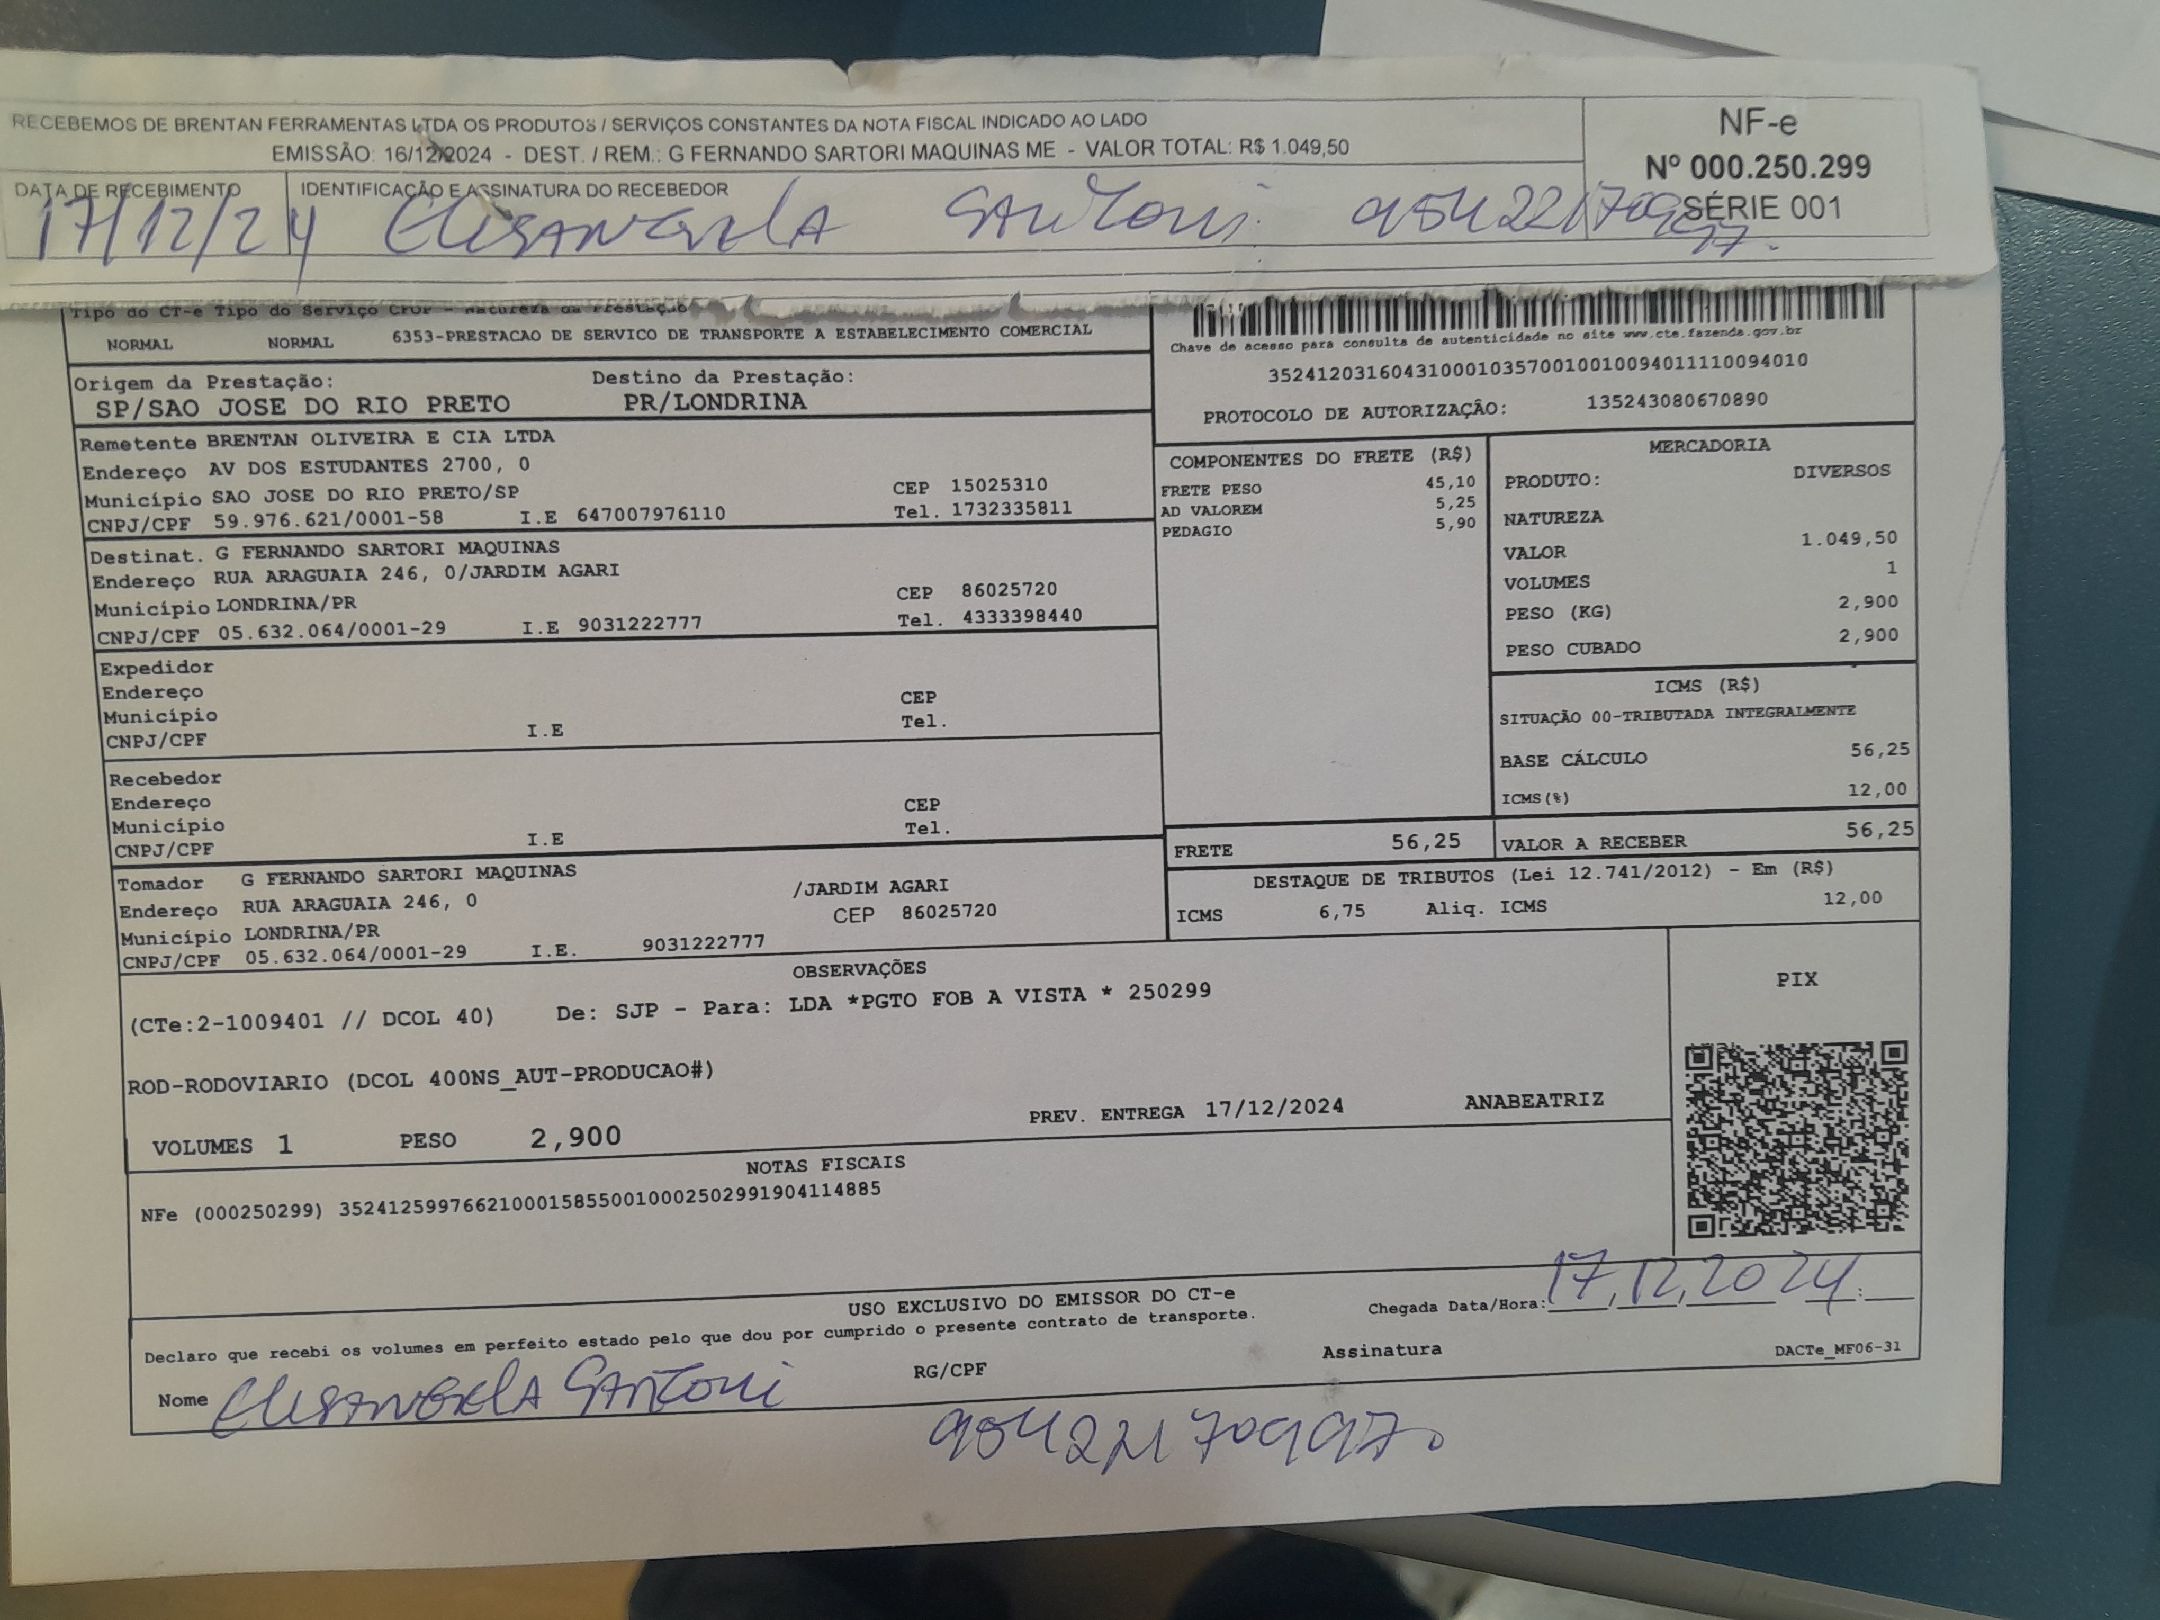 RECEBEMOS DE BRENTAN FERRAMENTAS LTDA OS PRODUTOS / SERVIÇOS CONSTANTES DA NOTA FISCAL INDICADO AO LADO
EMISSÃO: 16/12/2024 - DEST. / REM.: G FERNANDO SARTORI MAQUINAS ME - VALOR TOTAL: R$ 1.049,50
NF-e
Nº 000.250.299
SÉRIE 001
DATA DE RECEBIMENTO
IDENTIFICAÇÃO E ASSINATURA DO RECEBEDOR
17/12/24 ELISANGELA SARTORI
Tipo do CT-e Tipo do Serviço CFOP - Natureza da Prestação
NORMAL NORMAL 6353-PRESTACAO DE SERVICO DE TRANSPORTE A ESTABELECIMENTO COMERCIAL
Chave de acesso para consulta de autenticidade no site www.cte.fazenda.gov.br
35241203160431000103570010010094011110094010
PROTOCOLO DE AUTORIZAÇÂO: 135243080670890
Origem da Prestação: Destino da Prestação:
SP/SAO JOSE DO RIO PRETO PR/LONDRINA
Remetente BRENTAN OLIVEIRA E CIA LTDA
Endereço AV DOS ESTUDANTES 2700, 0
Município SAO JOSE DO RIO PRETO/SP CEP 15025310
CNPJ/CPF 59.976.621/0001-58 I.E 647007976110 Tel. 1732335811
Destinat. G FERNANDO SARTORI MAQUINAS
Endereço RUA ARAGUAIA 246, 0/JARDIM AGARI
Município LONDRINA/PR CEP 86025720
CNPJ/CPF 05.632.064/0001-29 I.E 9031222777 Tel. 4333398440
Expedidor
Endereço
Município CEP
CNPJ/CPF I.E Tel.
Recebedor
Endereço
Município CEP
CNPJ/CPF I.E Tel.
Tomador G FERNANDO SARTORI MAQUINAS
Endereço RUA ARAGUAIA 246, 0 /JARDIM AGARI
Município LONDRINA/PR CEP 86025720
CNPJ/CPF 05.632.064/0001-29 I.E. 9031222777
COMPONENTES DO FRETE (R$)
FRETE PESO 45,10
AD VALOREM 5,25
PEDAGIO 5,90
MERCADORIA
PRODUTO: DIVERSOS
NATUREZA
VALOR 1.049,50
VOLUMES 1
PESO (KG) 2,900
PESO CUBADO 2,900
ICMS (R$)
SITUAÇÃO 00-TRIBUTADA INTEGRALMENTE
BASE CÁLCULO 56,25
ICMS(%) 12,00
FRETE 56,25 VALOR A RECEBER 56,25
DESTAQUE DE TRIBUTOS (Lei 12.741/2012) - Em (R$)
ICMS 6,75 Aliq. ICMS 12,00
OBSERVAÇÕES
(CTe:2-1009401 // DCOL 40) De: SJP - Para: LDA *PGTO FOB A VISTA * 250299
ROD-RODOVIARIO (DCOL 400NS_AUT-PRODUCAO#)
PREV. ENTREGA 17/12/2024 ANABEATRIZ
VOLUMES 1 PESO 2,900
PIX
NOTAS FISCAIS
NFe (000250299) 35241259976621000158550010002502991904114885
USO EXCLUSIVO DO EMISSOR DO CT-e
Declaro que recebi os volumes em perfeito estado pelo que dou por cumprido o presente contrato de transporte.
Chegada Data/Hora: 17,12,2024
Nome ELISANGELA SARTORI RG/CPF Assinatura
DACTe_MF06-31